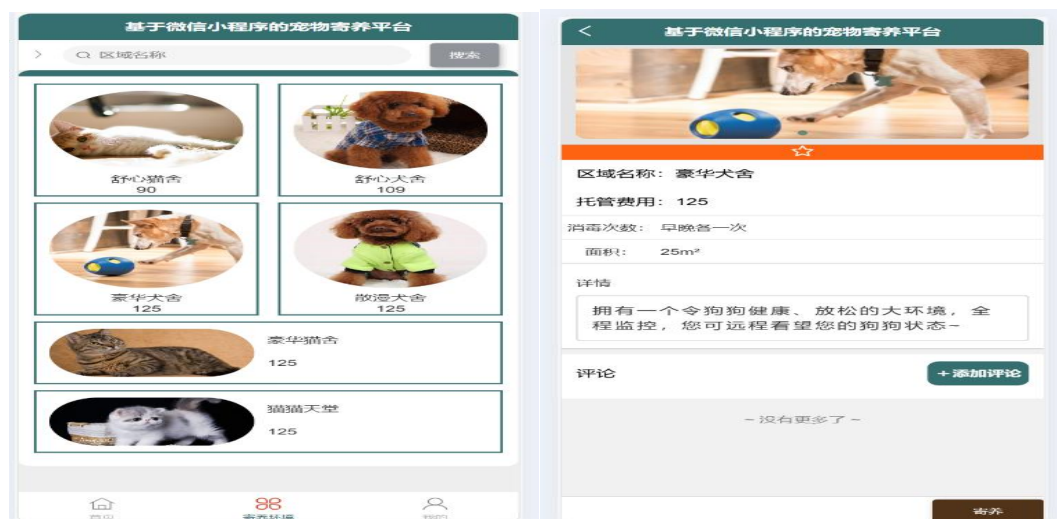 基于微信小程序的宠物寄养平台
区域名称
搜索
舒心猫舍
90
舒心犬舍
109
豪华犬舍
125
散漫犬舍
125
豪华猫舍
125
猫猫天堂
125
寄养环境
基于微信小程序的宠物寄养平台
区域名称：豪华犬舍
托管费用：125
消毒次数：早晚各一次
面积：25m²
详情
拥有一个令狗狗健康、放松的大环境，全
程监控，您可远程看望您的狗狗状态~
评论
+添加评论
~没有更多了~
寄养